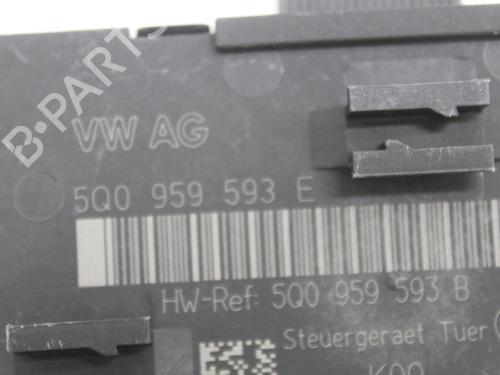 B-PARTS
VW AG
5Q0 959 593 E
HW-Ref: 5Q0 959 593 B
Steuergeraet Tuer